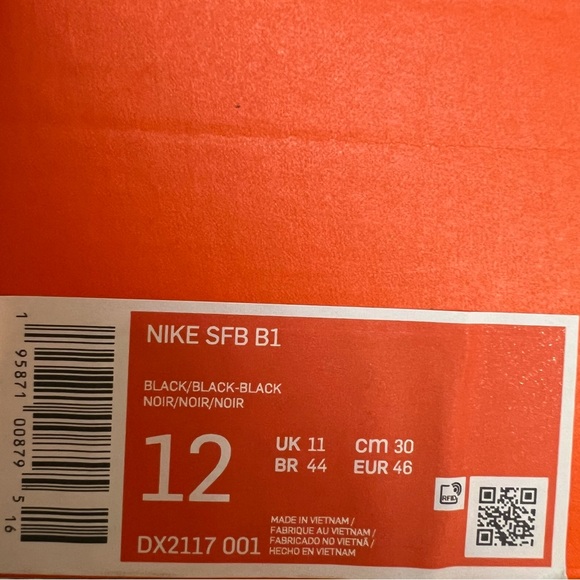 NIKE SFB B1
BLACK/BLACK-BLACK
NOIR/NOIR/NOIR
12
UK 11 cm 30
BR 44 EUR 46
RFID
MADE IN VIETNAM /
FABRIQUE AU VIETNAM /
FABRICADO NO VIETNÃ /
HECHO EN VIETNAM
DX2117 001
1 95871 00879 5 16